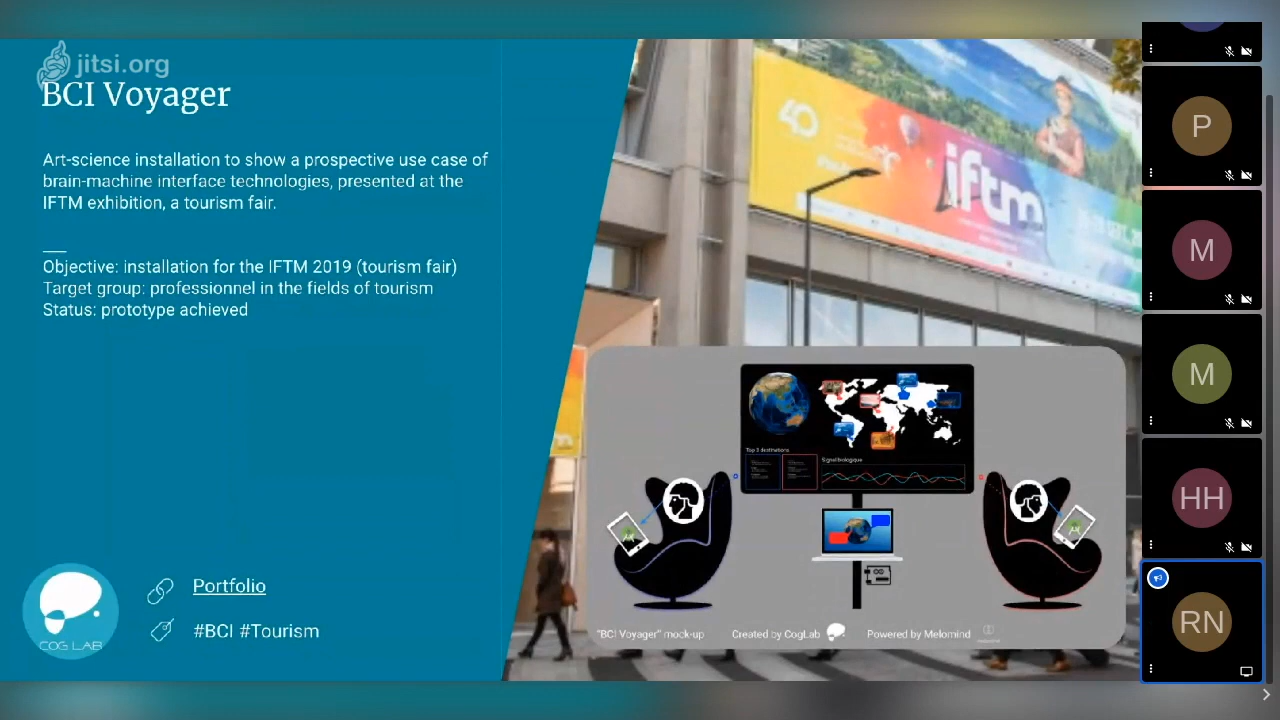 jitsi.org
BCI Voyager
Art-science installation to show a prospective use case of
brain-machine interface technologies, presented at the
IFTM exhibition, a tourism fair.
Objective: installation for the IFTM 2019 (tourism fair)
Target group: professionnel in the fields of tourism
Status: prototype achieved
COG LAB
Portfolio
#BCI #Tourism
40
iftm
Top 3 destinations
Signal biologique
"BCI Voyager" mock-up
Created by CogLab
Powered by Melomind
P
M
M
HH
RN